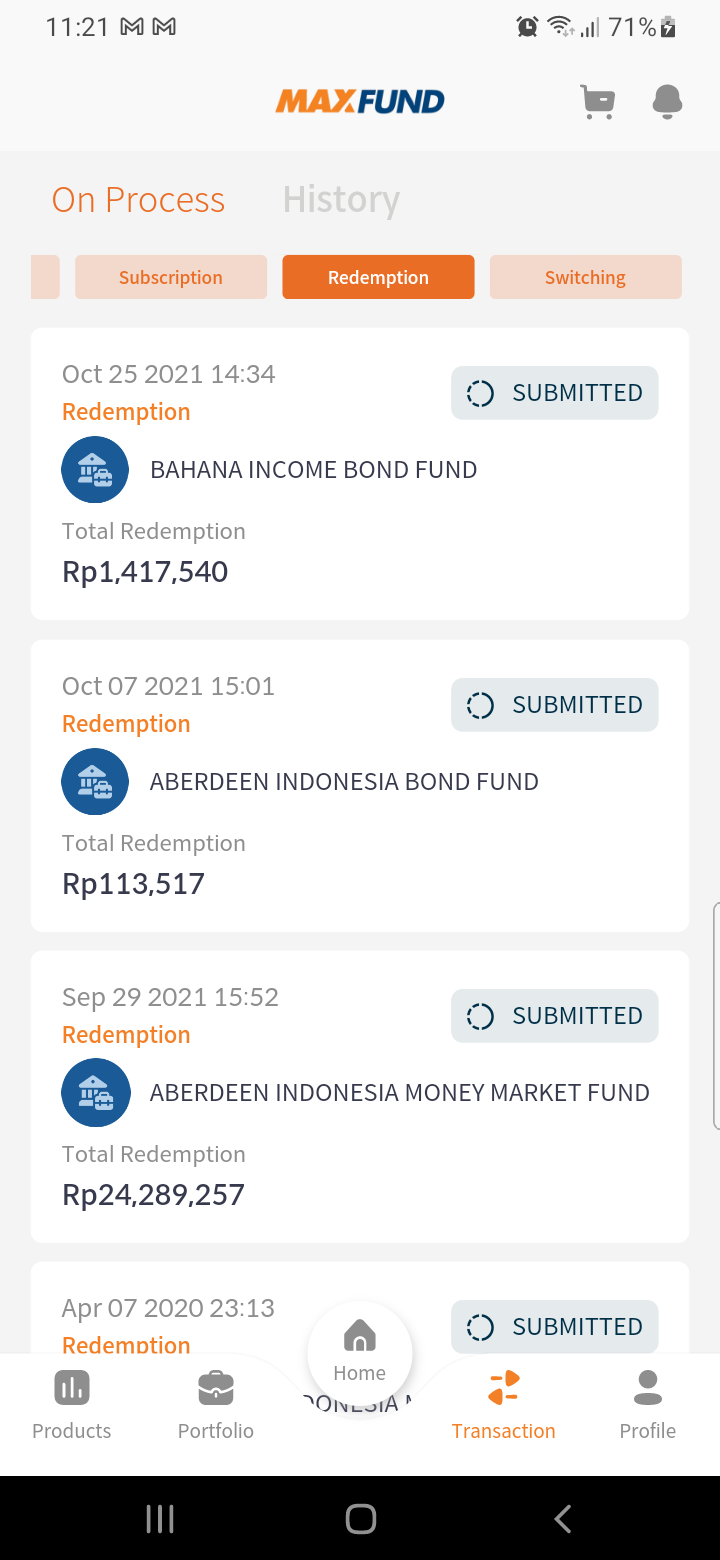 11:21 71%
MAXFUND
On Process History
Subscription Redemption Switching
Oct 25 2021 14:34
SUBMITTED
Redemption
BAHANA INCOME BOND FUND
Total Redemption
Rp1,417,540
Oct 07 2021 15:01
SUBMITTED
Redemption
ABERDEEN INDONESIA BOND FUND
Total Redemption
Rp113,517
Sep 29 2021 15:52
SUBMITTED
Redemption
ABERDEEN INDONESIA MONEY MARKET FUND
Total Redemption
Rp24,289,257
Apr 07 2020 23:13
SUBMITTED
Redemption
Home
Products Portfolio Transaction Profile